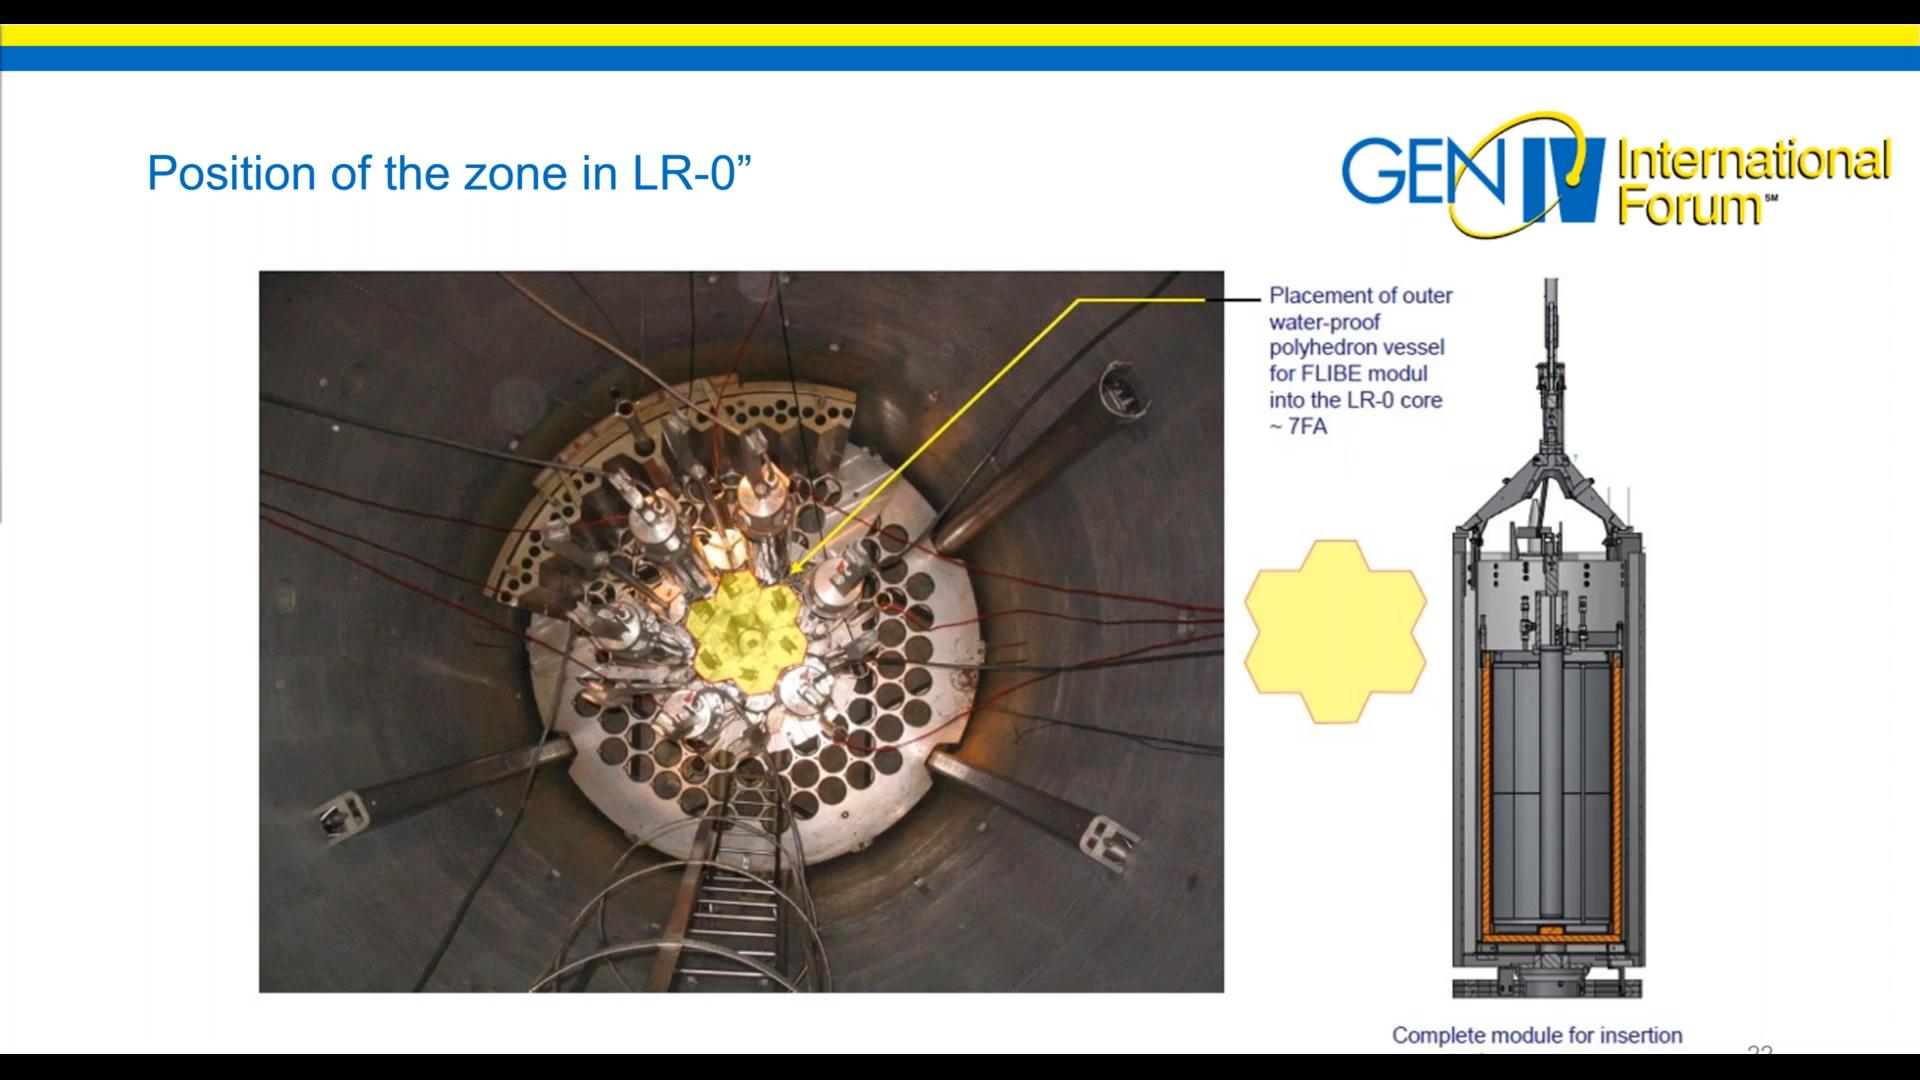 Position of the zone in LR-0”
GEN IV International
Forum SM
Placement of outer
water-proof
polyhedron vessel
for FLIBE modul
into the LR-0 core
~ 7FA
Complete module for insertion